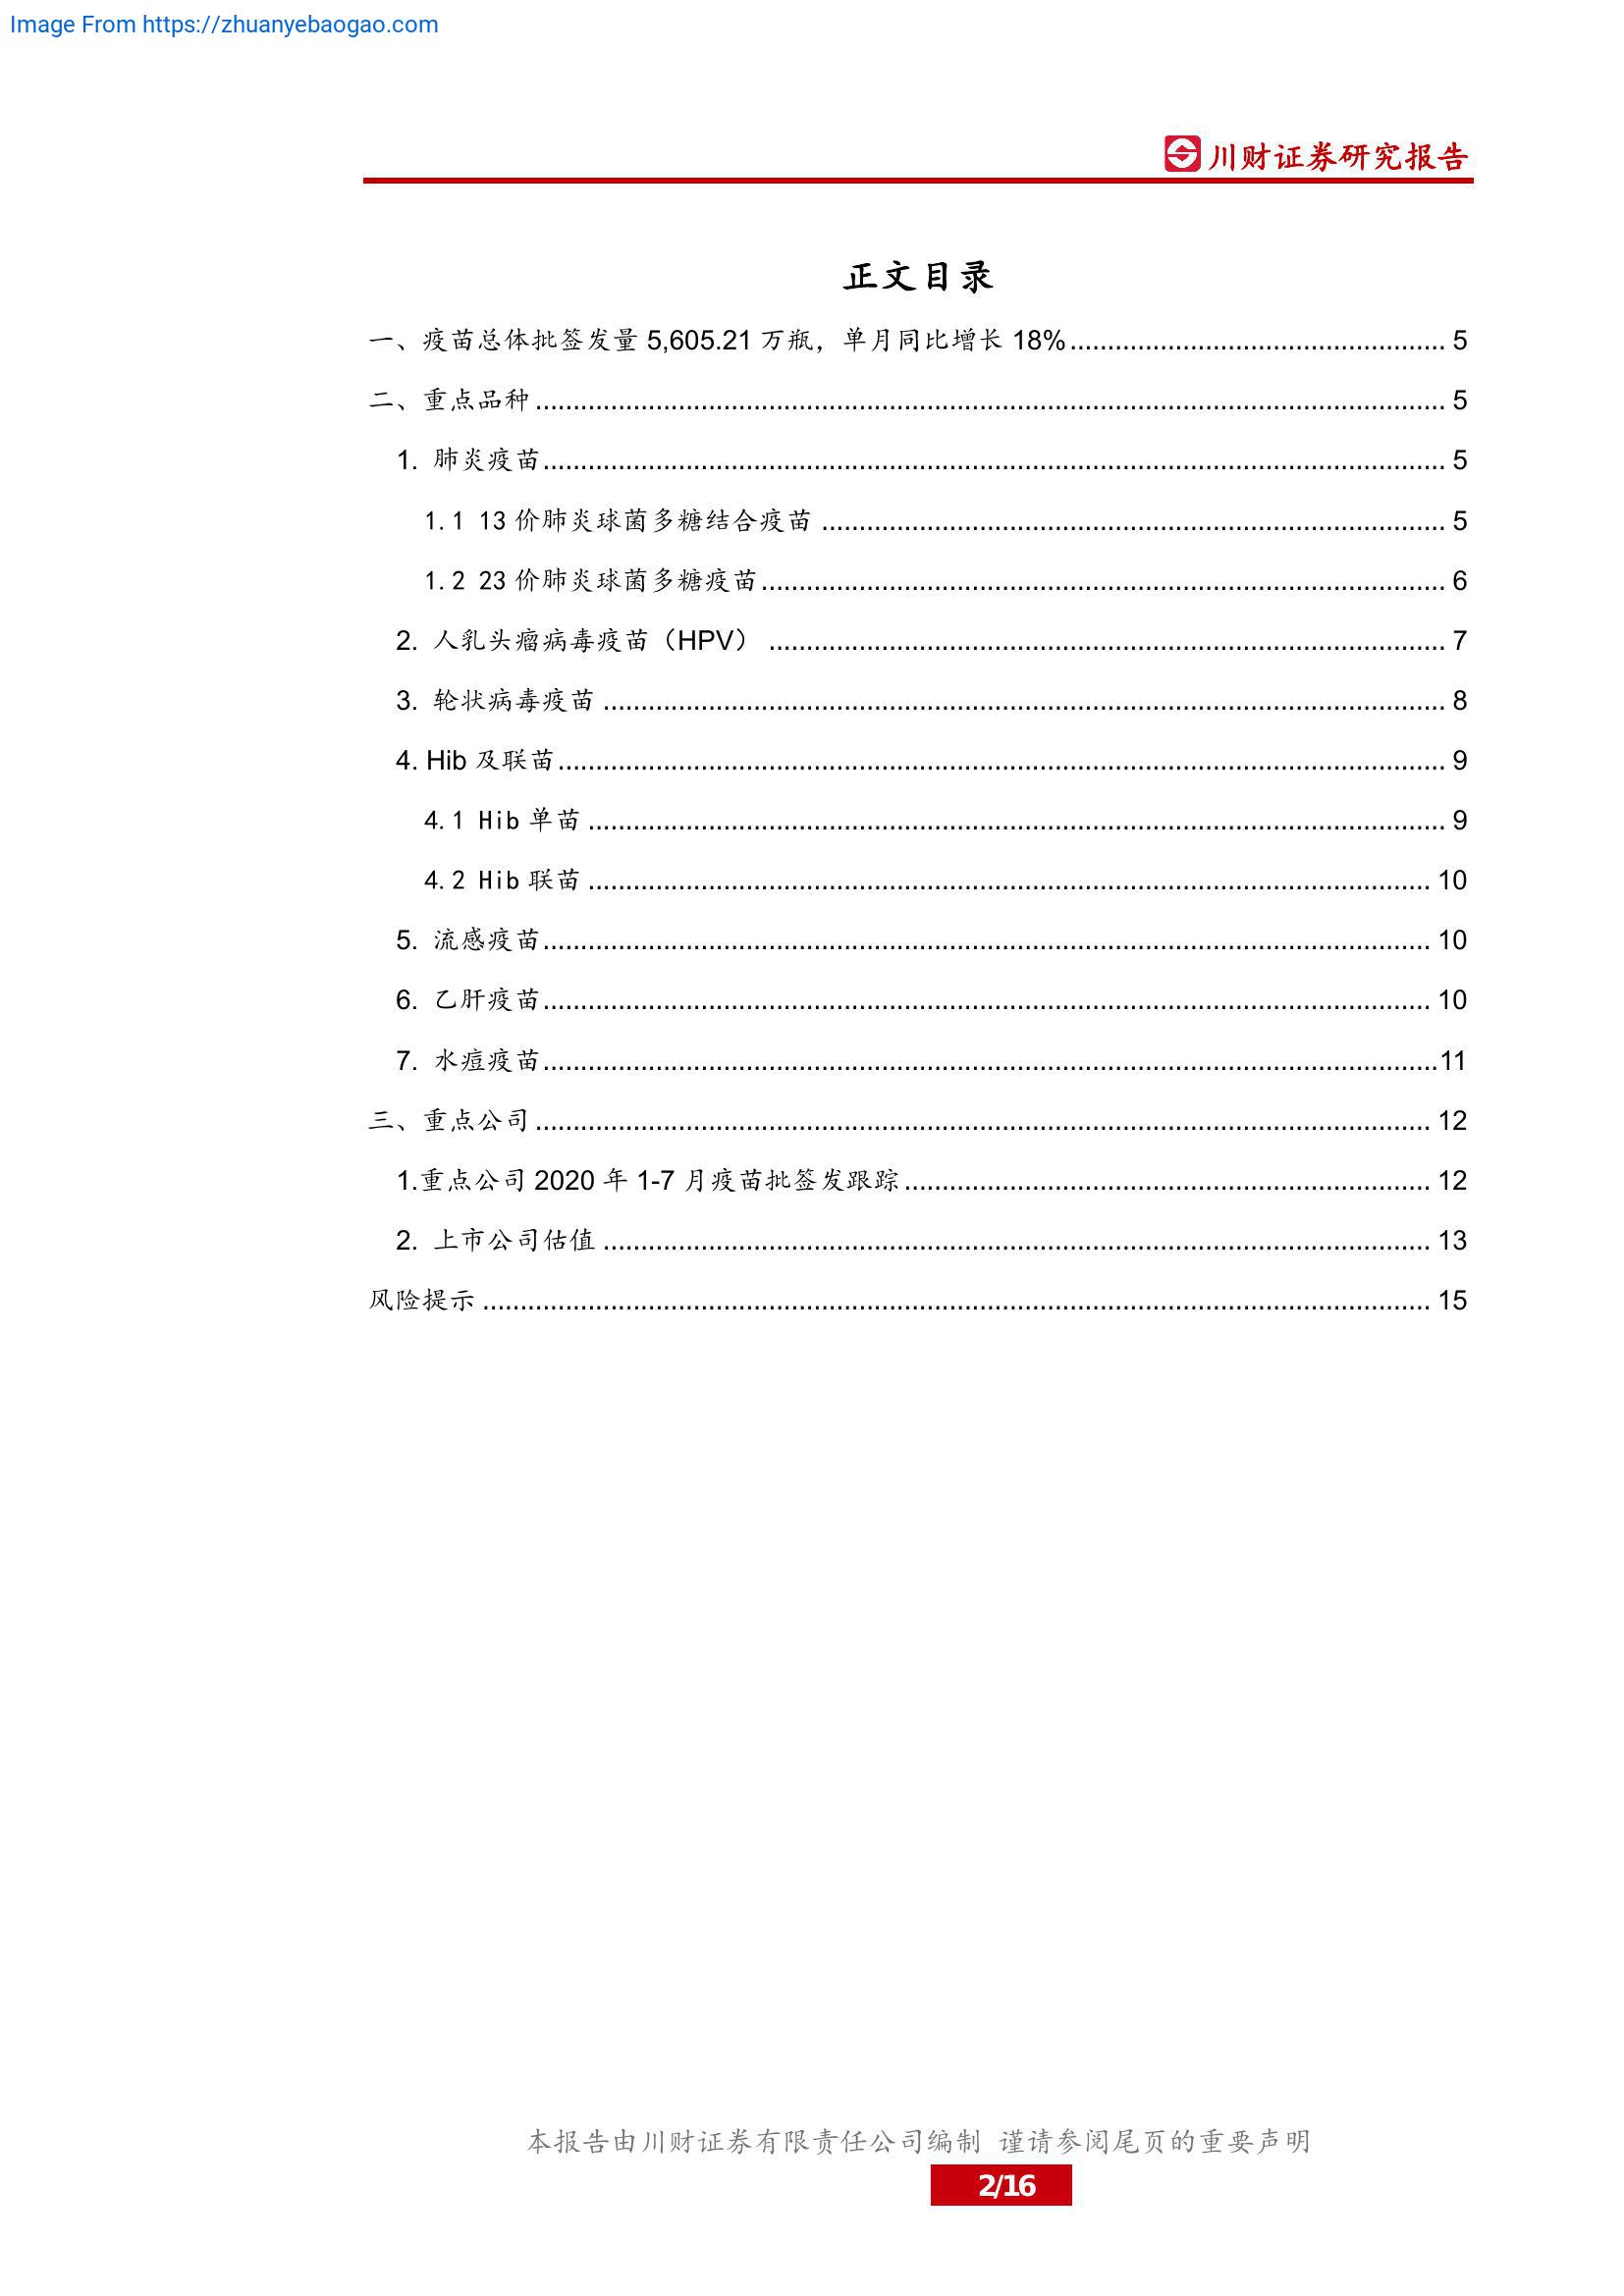 Image From https://zhuanyebaogao.com
川财证券研究报告
正文目录
一、疫苗总体批签发量 5,605.21 万瓶，单月同比增长 18%.................................................. 5
二、重点品种.......................................................................................................................... 5
1. 肺炎疫苗........................................................................................................................ 5
1.1 13 价肺炎球菌多糖结合疫苗 .................................................................................... 5
1.2 23 价肺炎球菌多糖疫苗............................................................................................ 6
2. 人乳头瘤病毒疫苗（HPV） .......................................................................................... 7
3. 轮状病毒疫苗 ................................................................................................................ 8
4. Hib 及联苗...................................................................................................................... 9
4.1 Hib 单苗 .................................................................................................................. 9
4.2 Hib 联苗 ................................................................................................................ 10
5. 流感疫苗...................................................................................................................... 10
6. 乙肝疫苗...................................................................................................................... 10
7. 水痘疫苗.......................................................................................................................11
三、重点公司........................................................................................................................ 12
1.重点公司 2020 年 1-7 月疫苗批签发跟踪...................................................................... 12
2. 上市公司估值 .............................................................................................................. 13
风险提示 .............................................................................................................................. 15
本报告由川财证券有限责任公司编制 谨请参阅尾页的重要声明
2/16